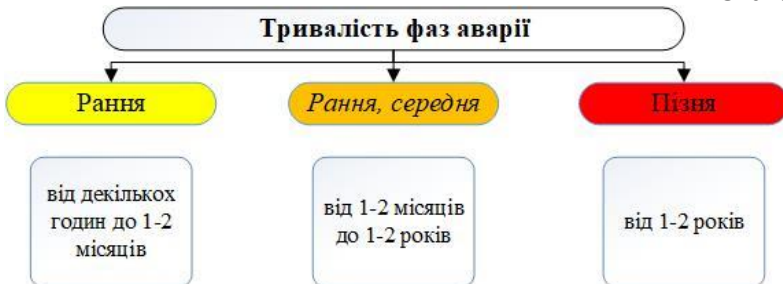 Тривалість фаз аварії
Рання
Рання, середня
Пізня
від декількох
годин до 1-2
місяців
від 1-2 місяців
до 1-2 років
від 1-2 років